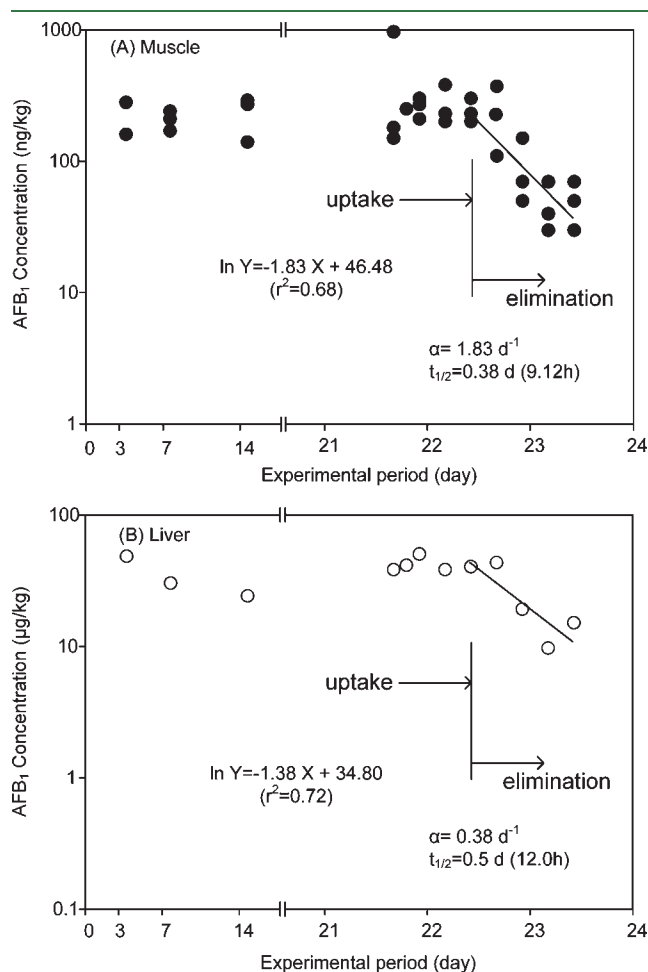 (A) Muscle
1000
100
10
1
AFB₁ Concentration (ng/kg)
uptake
ln Y=-1.83 X + 46.48
(r²=0.68)
elimination
α= 1.83 d⁻¹
t₁/₂=0.38 d (9.12h)
0 3 7 14 21 22 23 24
Experimental period (day)
(B) Liver
100
10
1
0.1
AFB₁ Concentration (µg/kg)
uptake
ln Y=-1.38 X + 34.80
(r²=0.72)
elimination
α= 0.38 d⁻¹
t₁/₂=0.5 d (12.0h)
0 3 7 14 21 22 23 24
Experimental period (day)